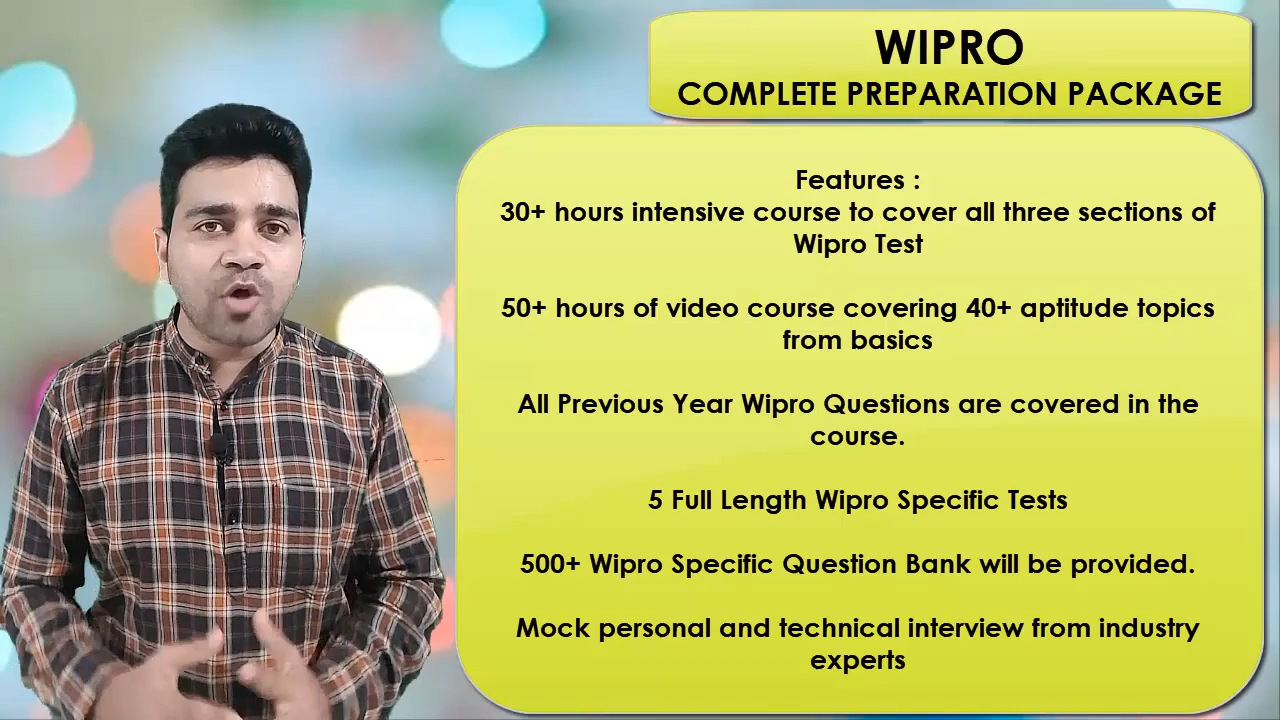 WIPRO
COMPLETE PREPARATION PACKAGE
Features :
30+ hours intensive course to cover all three sections of
Wipro Test
50+ hours of video course covering 40+ aptitude topics
from basics
All Previous Year Wipro Questions are covered in the
course.
5 Full Length Wipro Specific Tests
500+ Wipro Specific Question Bank will be provided.
Mock personal and technical interview from industry
experts